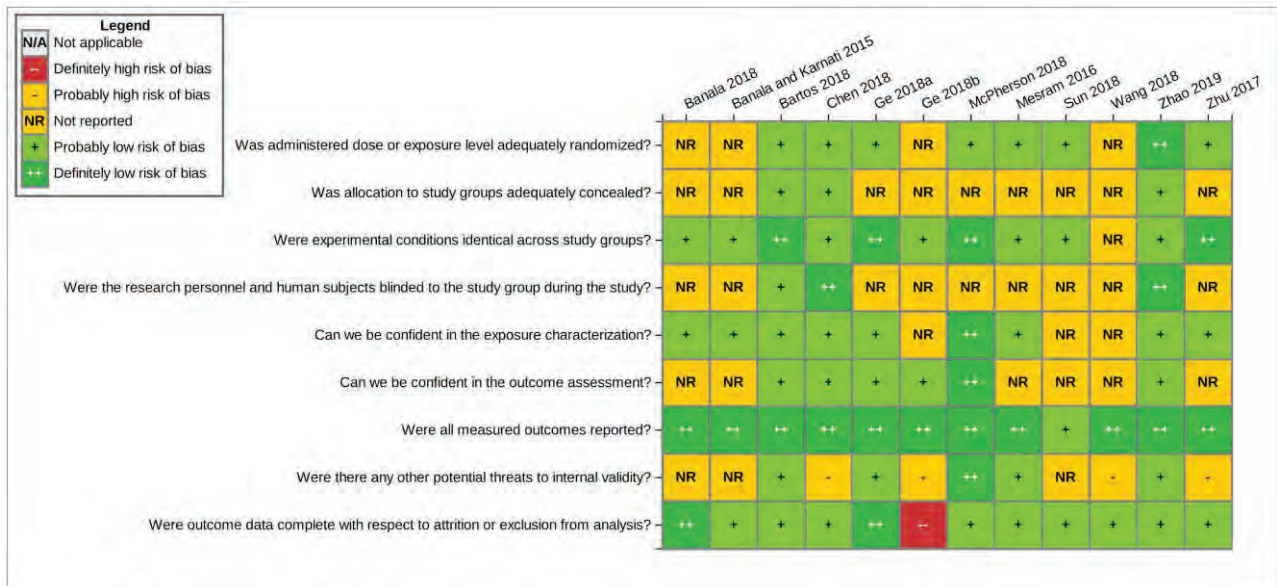 Legend
N/A Not applicable
-- Definitely high risk of bias
- Probably high risk of bias
NR Not reported
+ Probably low risk of bias
++ Definitely low risk of bias
Banala 2018
Banala and Karnati 2015
Bartos 2018
Chen 2018
Ge 2018a
Ge 2018b
McPherson 2018
Mesram 2016
Sun 2018
Wang 2018
Zhao 2019
Zhu 2017
Was administered dose or exposure level adequately randomized? NR NR + + + NR + + + NR ++ +
Was allocation to study groups adequately concealed? NR NR + + NR NR NR NR NR NR + NR
Were experimental conditions identical across study groups? + + ++ + ++ + ++ + + NR + ++
Were the research personnel and human subjects blinded to the study group during the study? NR NR + ++ NR NR NR NR NR NR ++ NR
Can we be confident in the exposure characterization? + + + + + NR ++ + NR NR + +
Can we be confident in the outcome assessment? NR NR + + + + ++ NR NR NR + NR
Were all measured outcomes reported? ++ ++ ++ ++ ++ ++ ++ ++ + ++ ++ ++
Were there any other potential threats to internal validity? NR NR + - + - ++ + NR - + -
Were outcome data complete with respect to attrition or exclusion from analysis? ++ + + + ++ -- + + + + + +